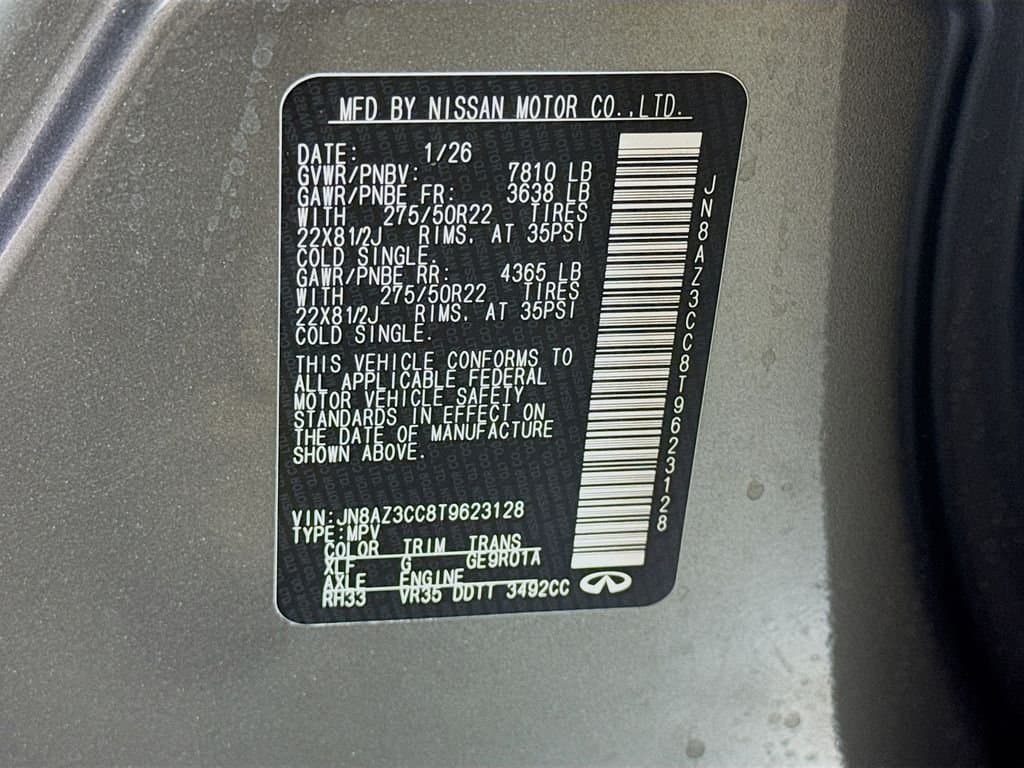 MFD BY NISSAN MOTOR CO.,LTD.
DATE: 1/26
GVWR/PNBV: 7810 LB
GAWR/PNBE FR: 3638 LB
WITH 275/50R22 TIRES
22X81/2J RIMS, AT 35PSI
COLD SINGLE.
GAWR/PNBE RR: 4365 LB
WITH 275/50R22 TIRES
22X81/2J RIMS, AT 35PSI
COLD SINGLE.
THIS VEHICLE CONFORMS TO
ALL APPLICABLE FEDERAL
MOTOR VEHICLE SAFETY
STANDARDS IN EFFECT ON
THE DATE OF MANUFACTURE
SHOWN ABOVE.
VIN:JN8AZ3CC8T9623128
TYPE:MPV
COLOR TRIM TRANS
XLF G GE9R01A
AXLE ENGINE
RH33 VR35 DDTT 3492CC
JN8AZ3CC8T9623128